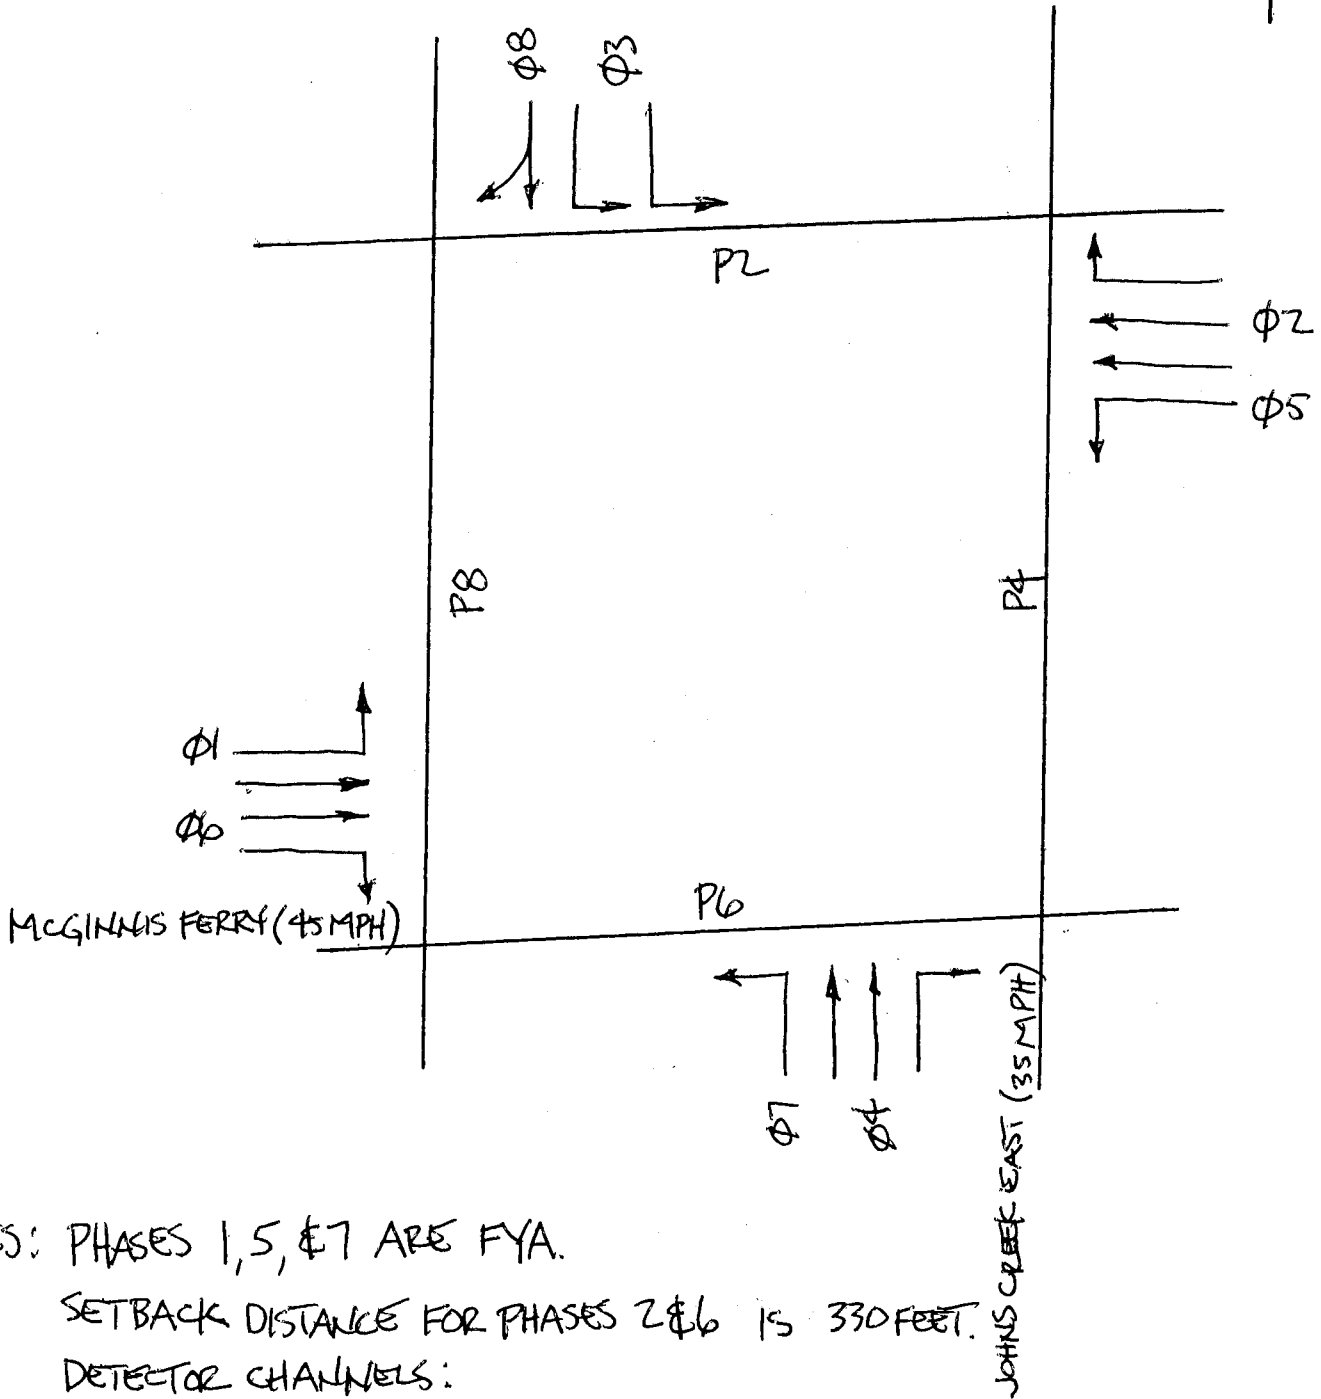 φ8
φ3
P2
φ2
φ5
P8
P4
φ1
φ6
MCGINNIS FERRY (45 MPH)
P6
φ7
φ4
JOHNS CREEK EAST (35 MPH)
S: PHASES 1, 5, & 7 ARE FYA.
SETBACK DISTANCE FOR PHASES 2 & 6 IS 330 FEET.
DETECTOR CHANNELS: